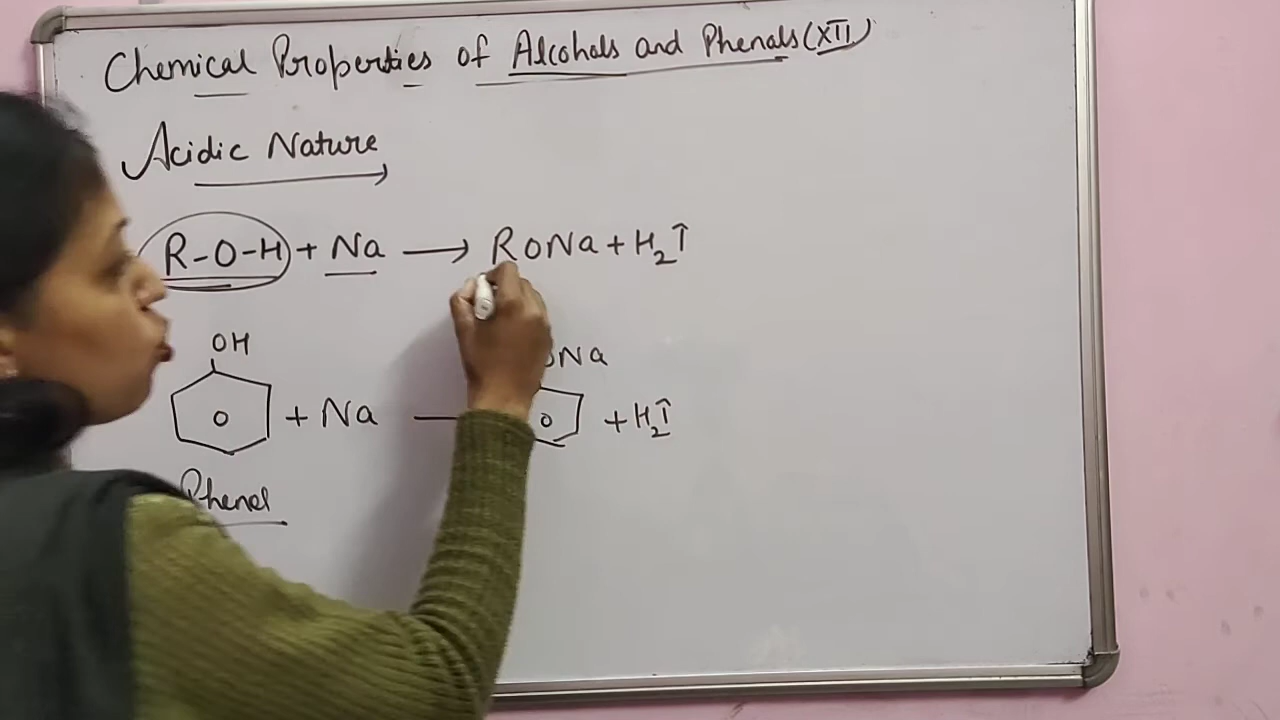 Chemical Properties of Alcohols and Phenols (XII)
Acidic Nature
R-O-H + Na ⟶ RONa + H₂↑
OH
ONa
+ Na — + H₂↑
Phenol